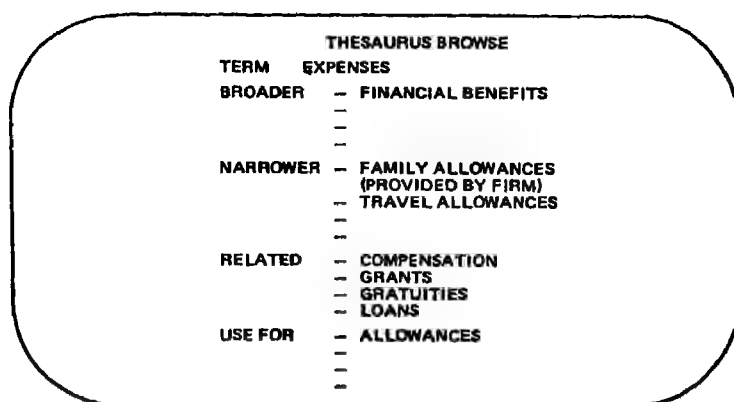 THESAURUS BROWSE
TERM EXPENSES
BROADER – FINANCIAL BENEFITS
–
–
–
NARROWER – FAMILY ALLOWANCES
(PROVIDED BY FIRM)
– TRAVEL ALLOWANCES
–
–
RELATED – COMPENSATION
– GRANTS
– GRATUITIES
– LOANS
USE FOR – ALLOWANCES
–
–
–